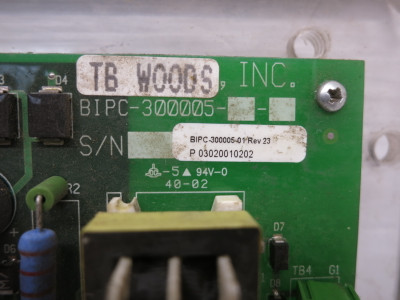 TB WOODS, INC.
BIPC-300005-
S/N
BIPC-300005-01/Rev 23
P 03020010202
-5 ▲ 94V-0
40-02
D4
R2
D7
D6
TB4 G1